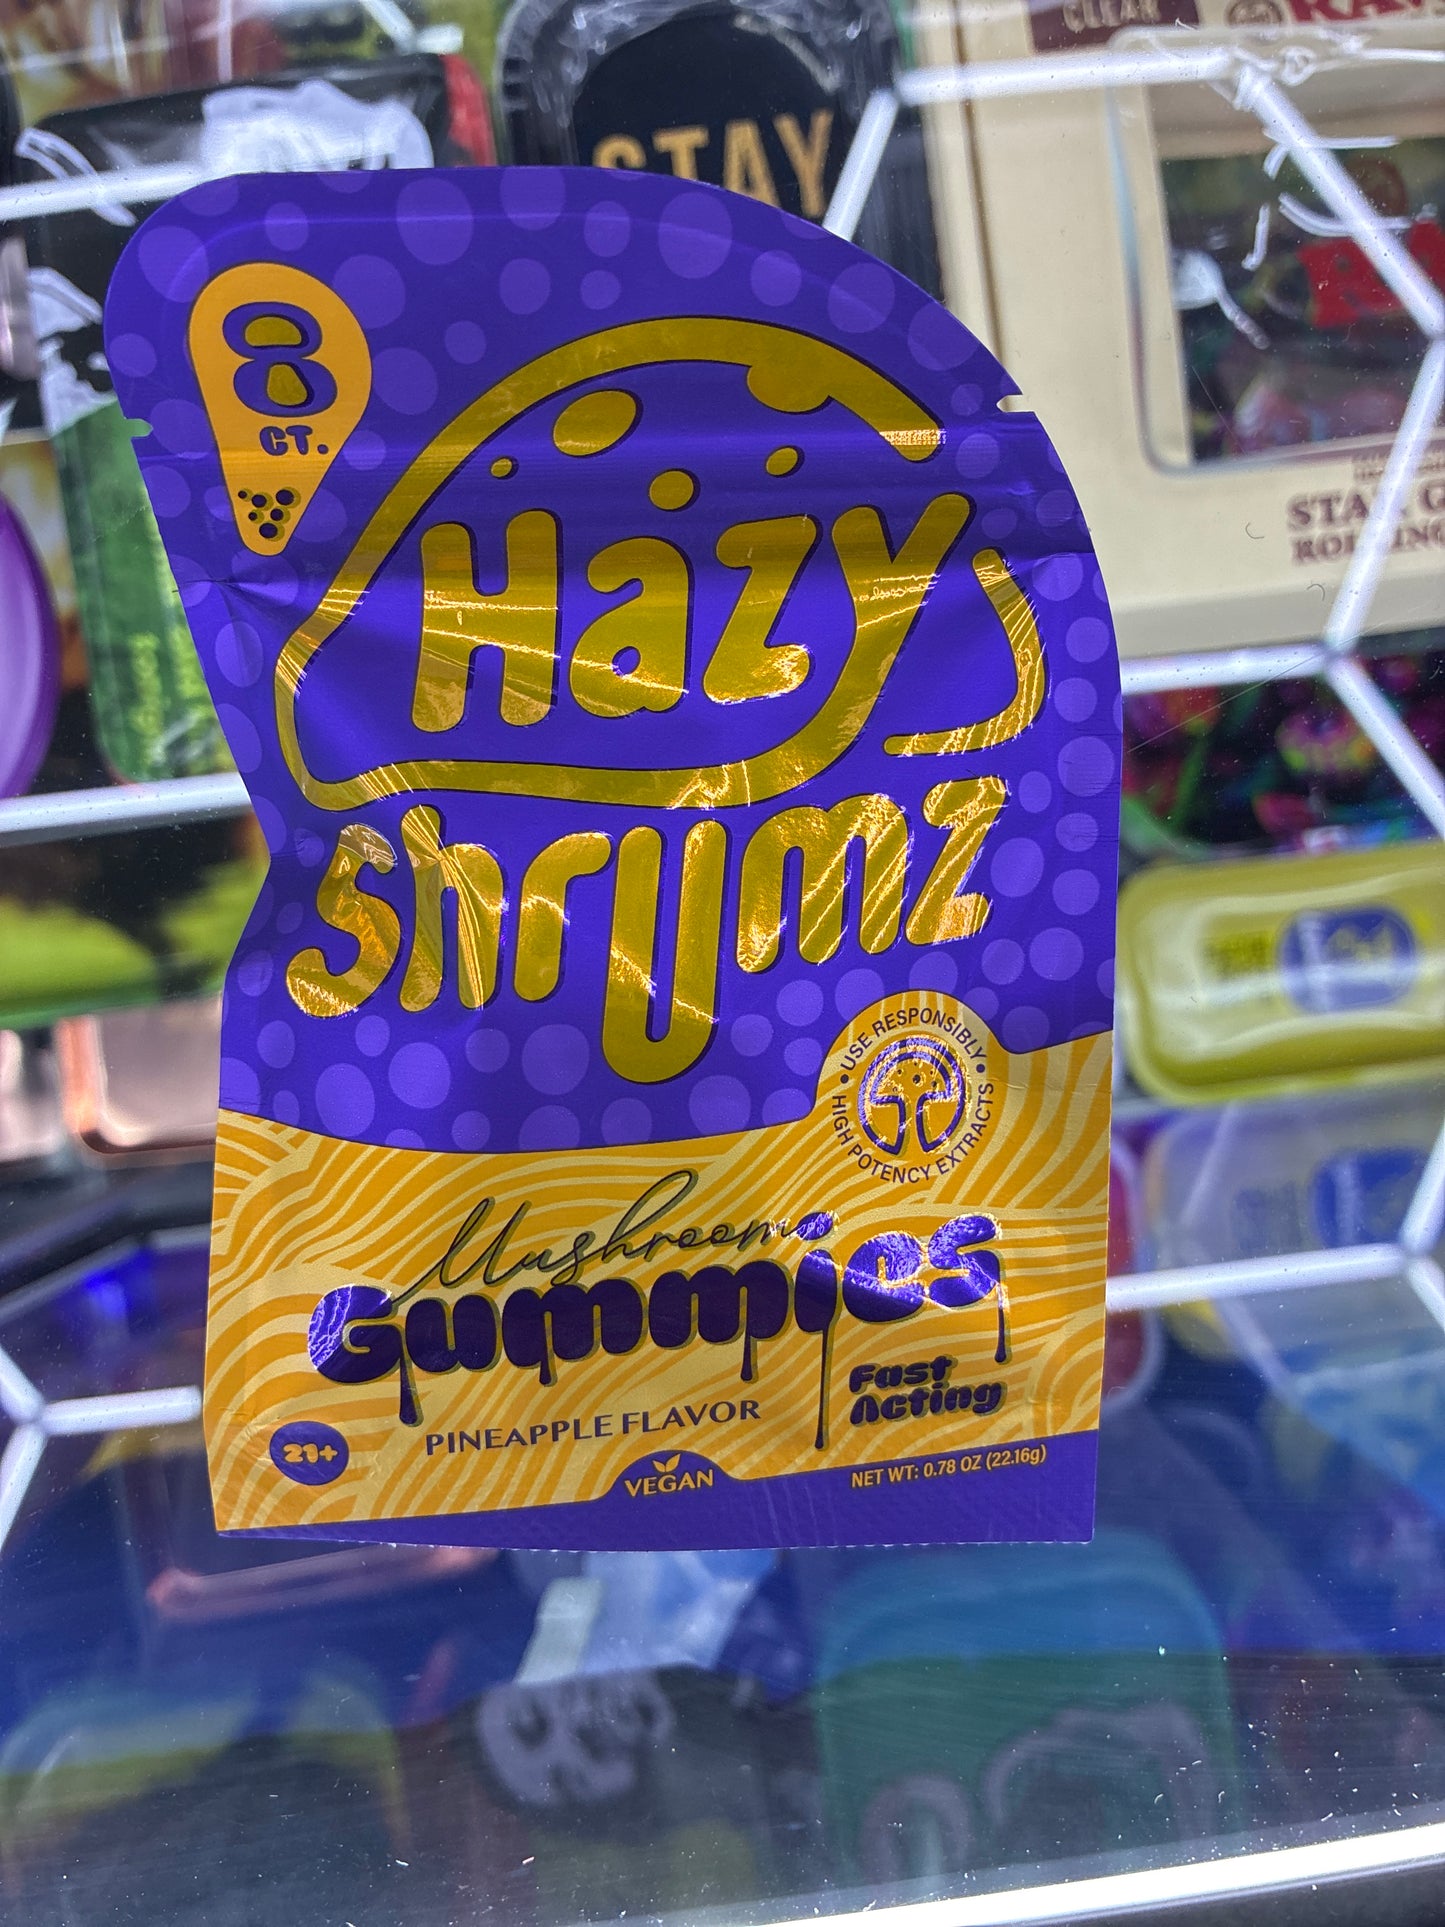 CLEAR
STAY
8
CT.
Hazy
Shrumz
USE RESPONSIBLY
HIGH POTENCY EXTRACTS
Mushroom
Gummies
Fast
Acting
PINEAPPLE FLAVOR
21+
VEGAN
NET WT: 0.78 OZ (22.16g)